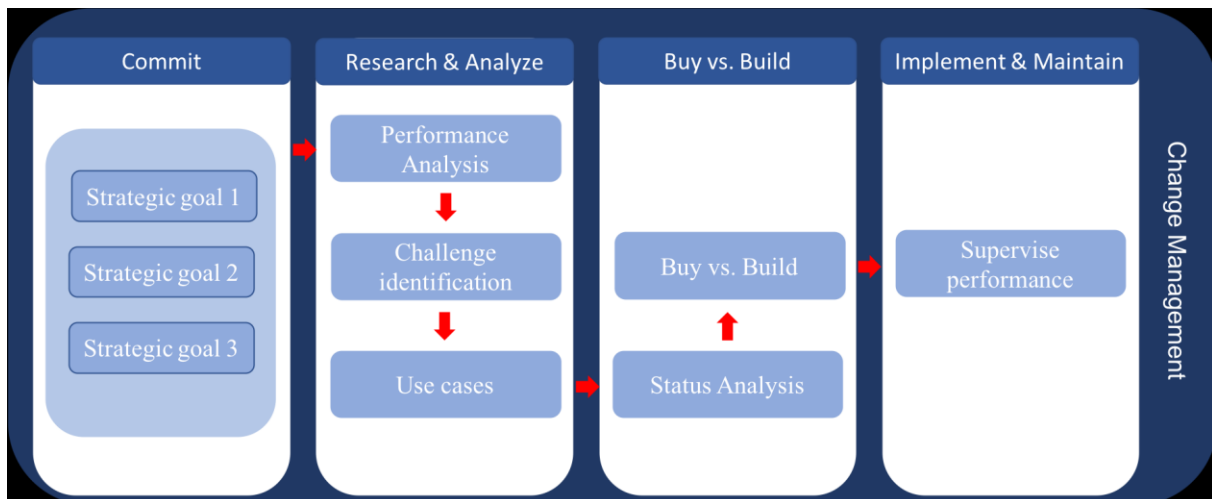 Commit
Strategic goal 1
Strategic goal 2
Strategic goal 3
Research & Analyze
Performance
Analysis
Challenge
identification
Use cases
Buy vs. Build
Buy vs. Build
Status Analysis
Implement & Maintain
Supervise
performance
Change Management